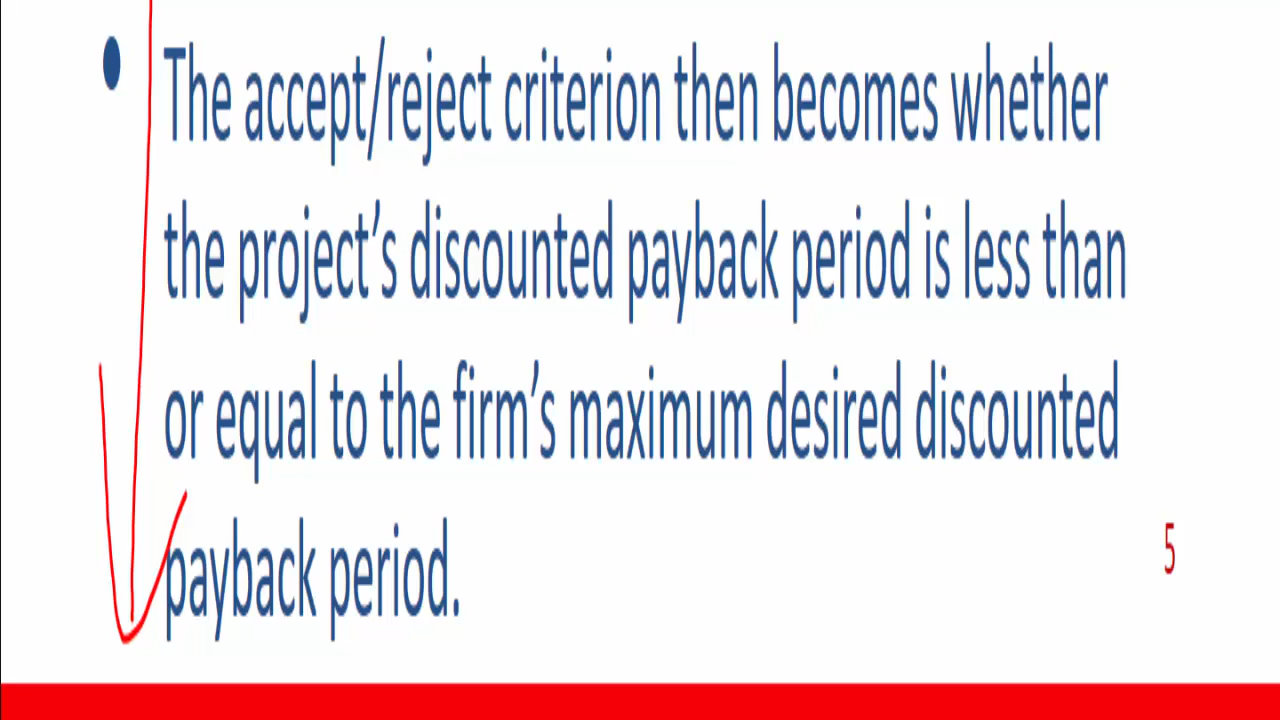 • The accept/reject criterion then becomes whether
the project’s discounted payback period is less than
or equal to the firm’s maximum desired discounted
payback period.
5